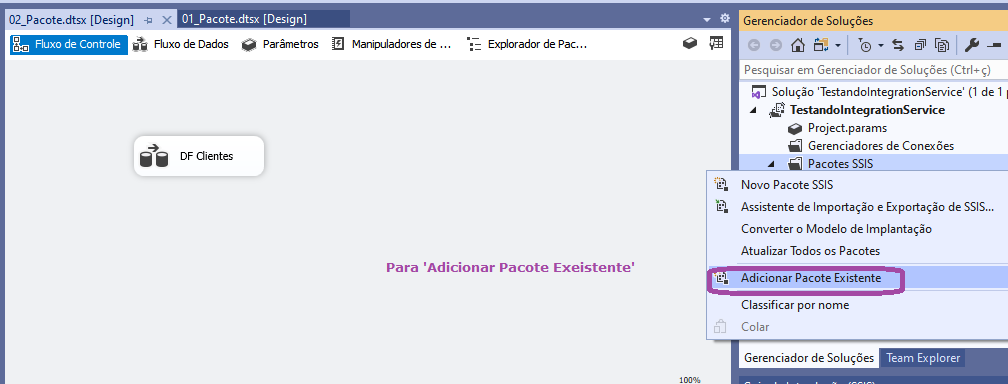 02_Pacote.dtsx [Design]
01_Pacote.dtsx [Design]
Fluxo de Controle
Fluxo de Dados
Parâmetros
Manipuladores de ...
Explorador de Pac...
DF Clientes
Para 'Adicionar Pacote Exeistente'
100%
Gerenciador de Soluções
Pesquisar em Gerenciador de Soluções (Ctrl+ç)
Solução 'TestandoIntegrationService' (1 de 1
TestandoIntegrationService
Project.params
Gerenciadores de Conexões
Pacotes SSIS
Novo Pacote SSIS
Assistente de Importação e Exportação de SSIS...
Converter o Modelo de Implantação
Atualizar Todos os Pacotes
Adicionar Pacote Existente
Classificar por nome
Colar
Gerenciador de Soluções
Team Explorer